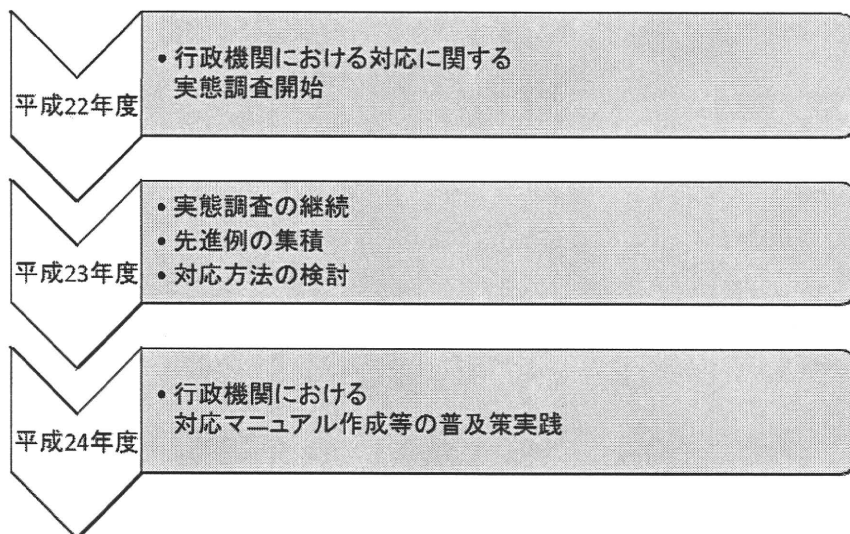 平成22年度
• 行政機関における対応に関する
実態調査開始
平成23年度
• 実態調査の継続
• 先進例の集積
• 対応方法の検討
平成24年度
• 行政機関における
対応マニュアル作成等の普及策実践